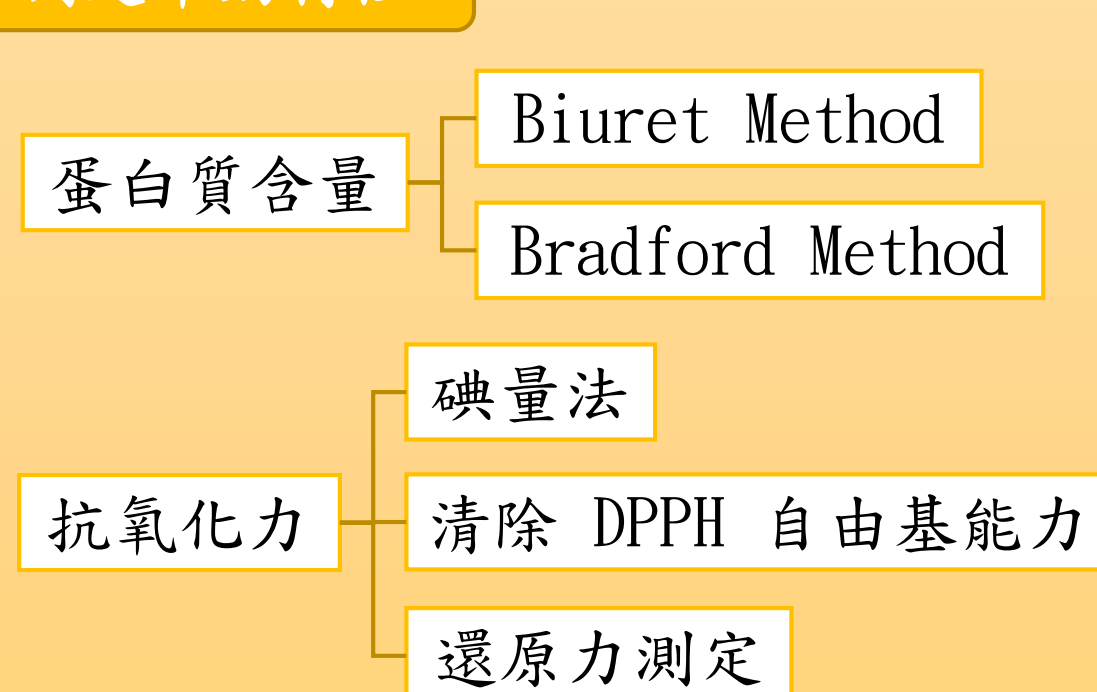 蛋白質含量
Biuret Method
Bradford Method
抗氧化力
碘量法
清除 DPPH 自由基能力
還原力測定